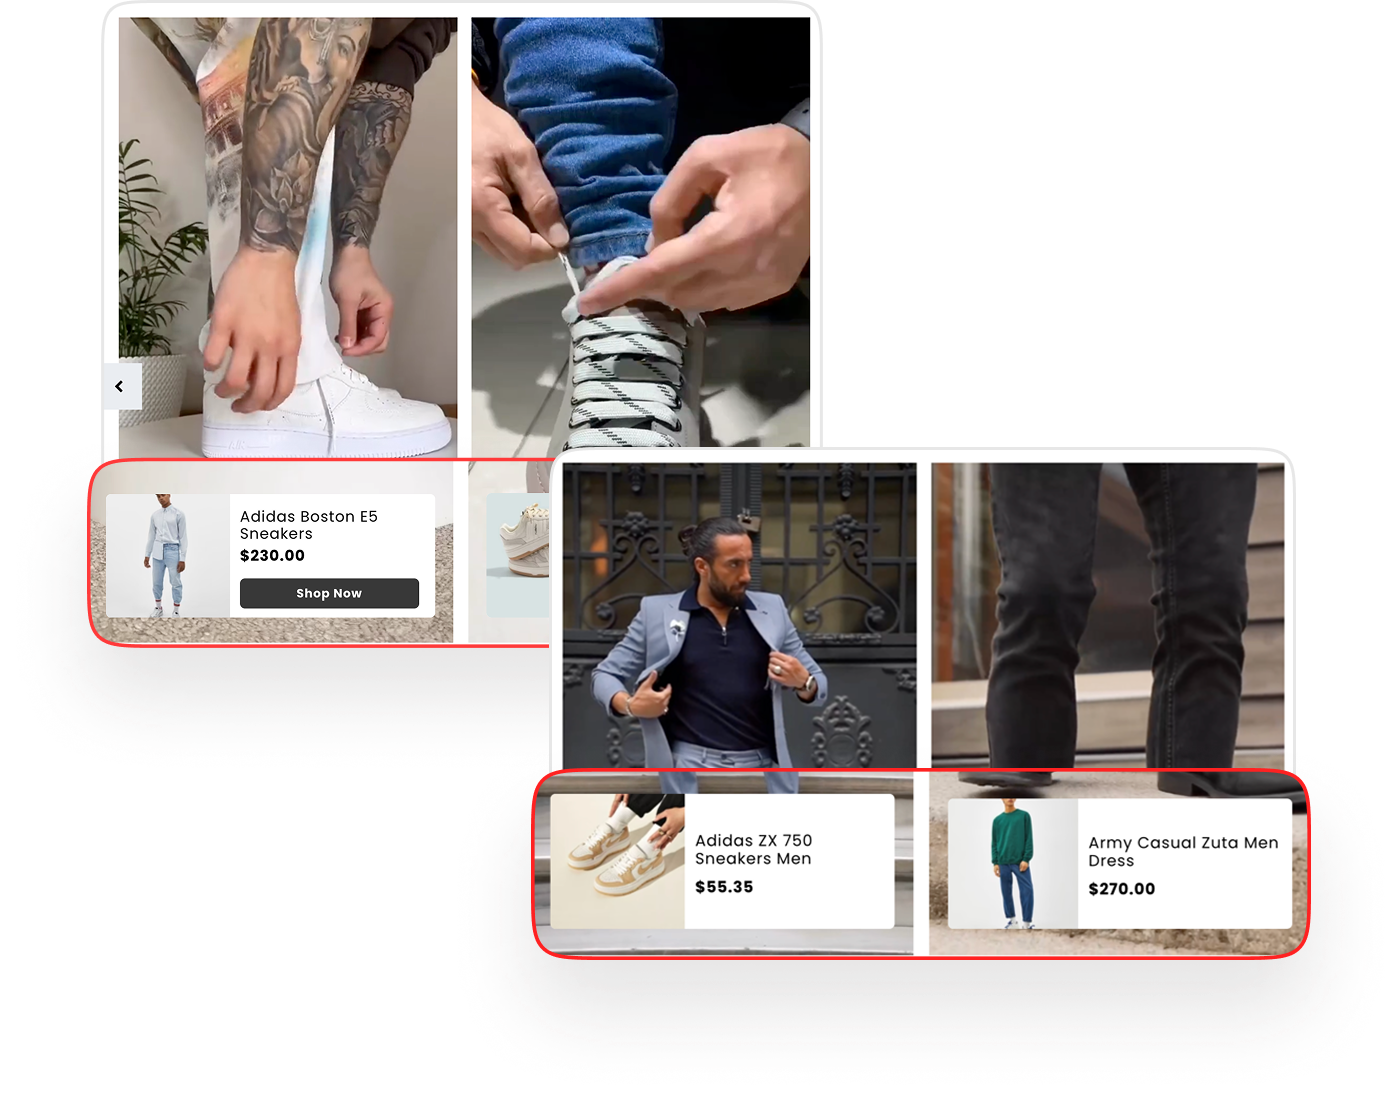 Adidas Boston E5
Sneakers
$230.00
Shop Now
Adidas ZX 750
Sneakers Men
$55.35
Army Casual Zuta Men
Dress
$270.00